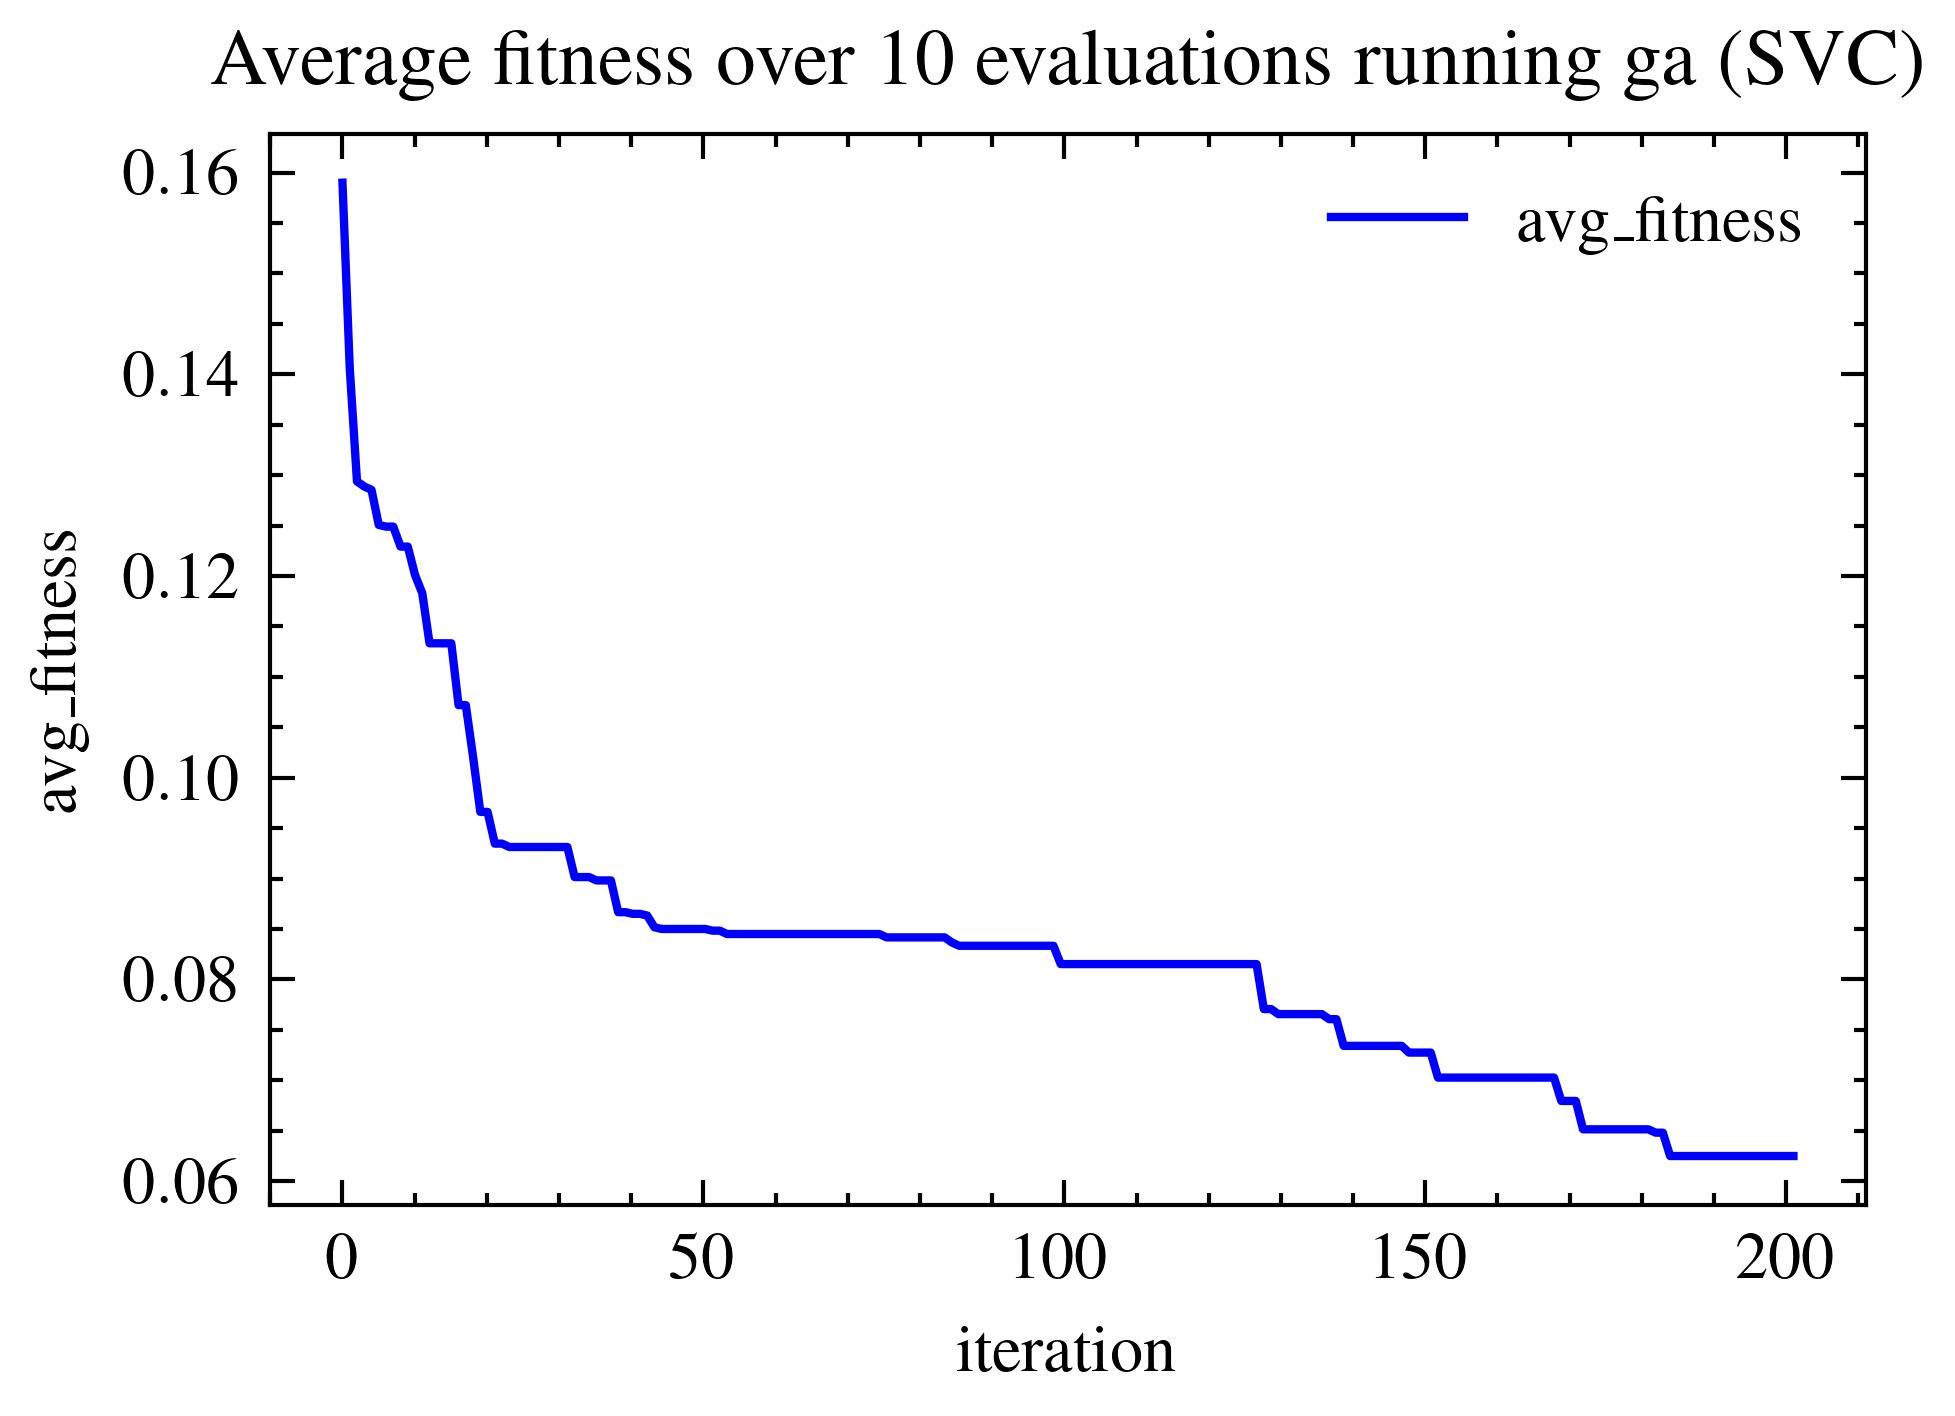 Average fitness over 10 evaluations running ga (SVC)
avg_fitness
0.16
0.14
0.12
0.10
0.08
0.06
avg_fitness
0 50 100 150 200
iteration